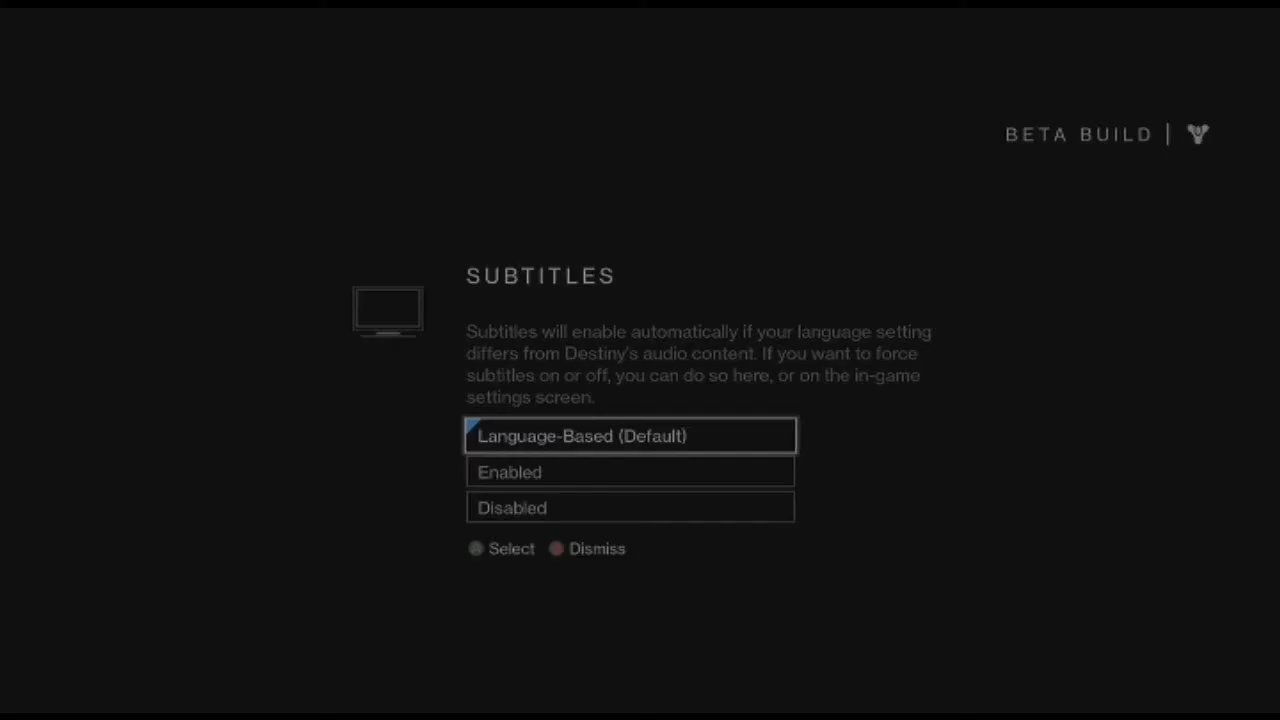 BETA BUILD |
SUBTITLES
Subtitles will enable automatically if your language setting
differs from Destiny's audio content. If you want to force
subtitles on or off, you can do so here, or on the in-game
settings screen.
Language-Based (Default)
Enabled
Disabled
Select Dismiss